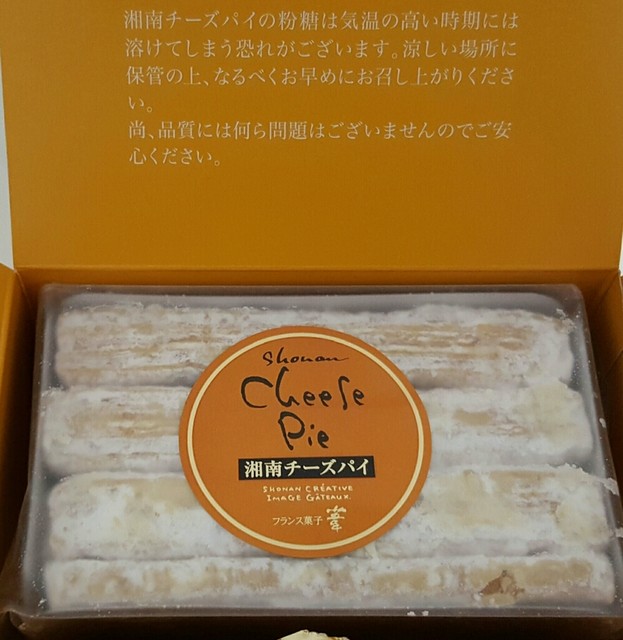 湘南チーズパイの粉糖は気温の高い時期には
溶けてしまう恐れがございます。涼しい場所に
保管の上、なるべくお早めにお召し上がりくださ
い。
尚、品質には何ら問題はございませんのでご安
心ください。
Shonan
Cheese
Pie
湘南チーズパイ
SHONAN CRÉATIVE
IMAGE GÂTEAUX
フランス菓子 葦